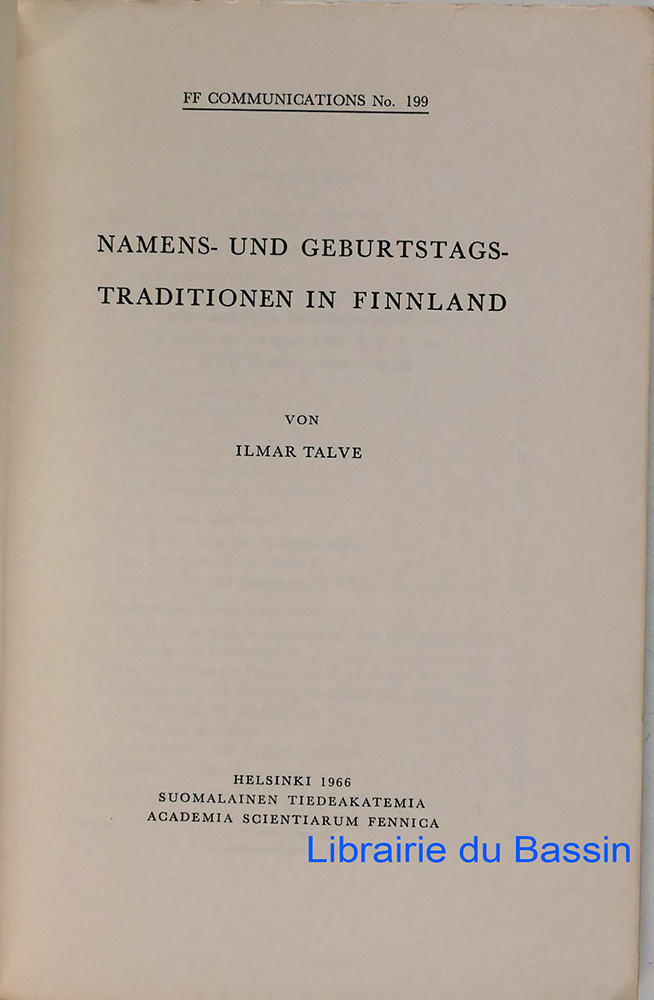 FF COMMUNICATIONS No. 199
NAMENS- UND GEBURTSTAGS-
TRADITIONEN IN FINNLAND
VON
ILMAR TALVE
HELSINKI 1966
SUOMALAINEN TIEDEAKATEMIA
ACADEMIA SCIENTIARUM FENNICA
Librairie du Bassin